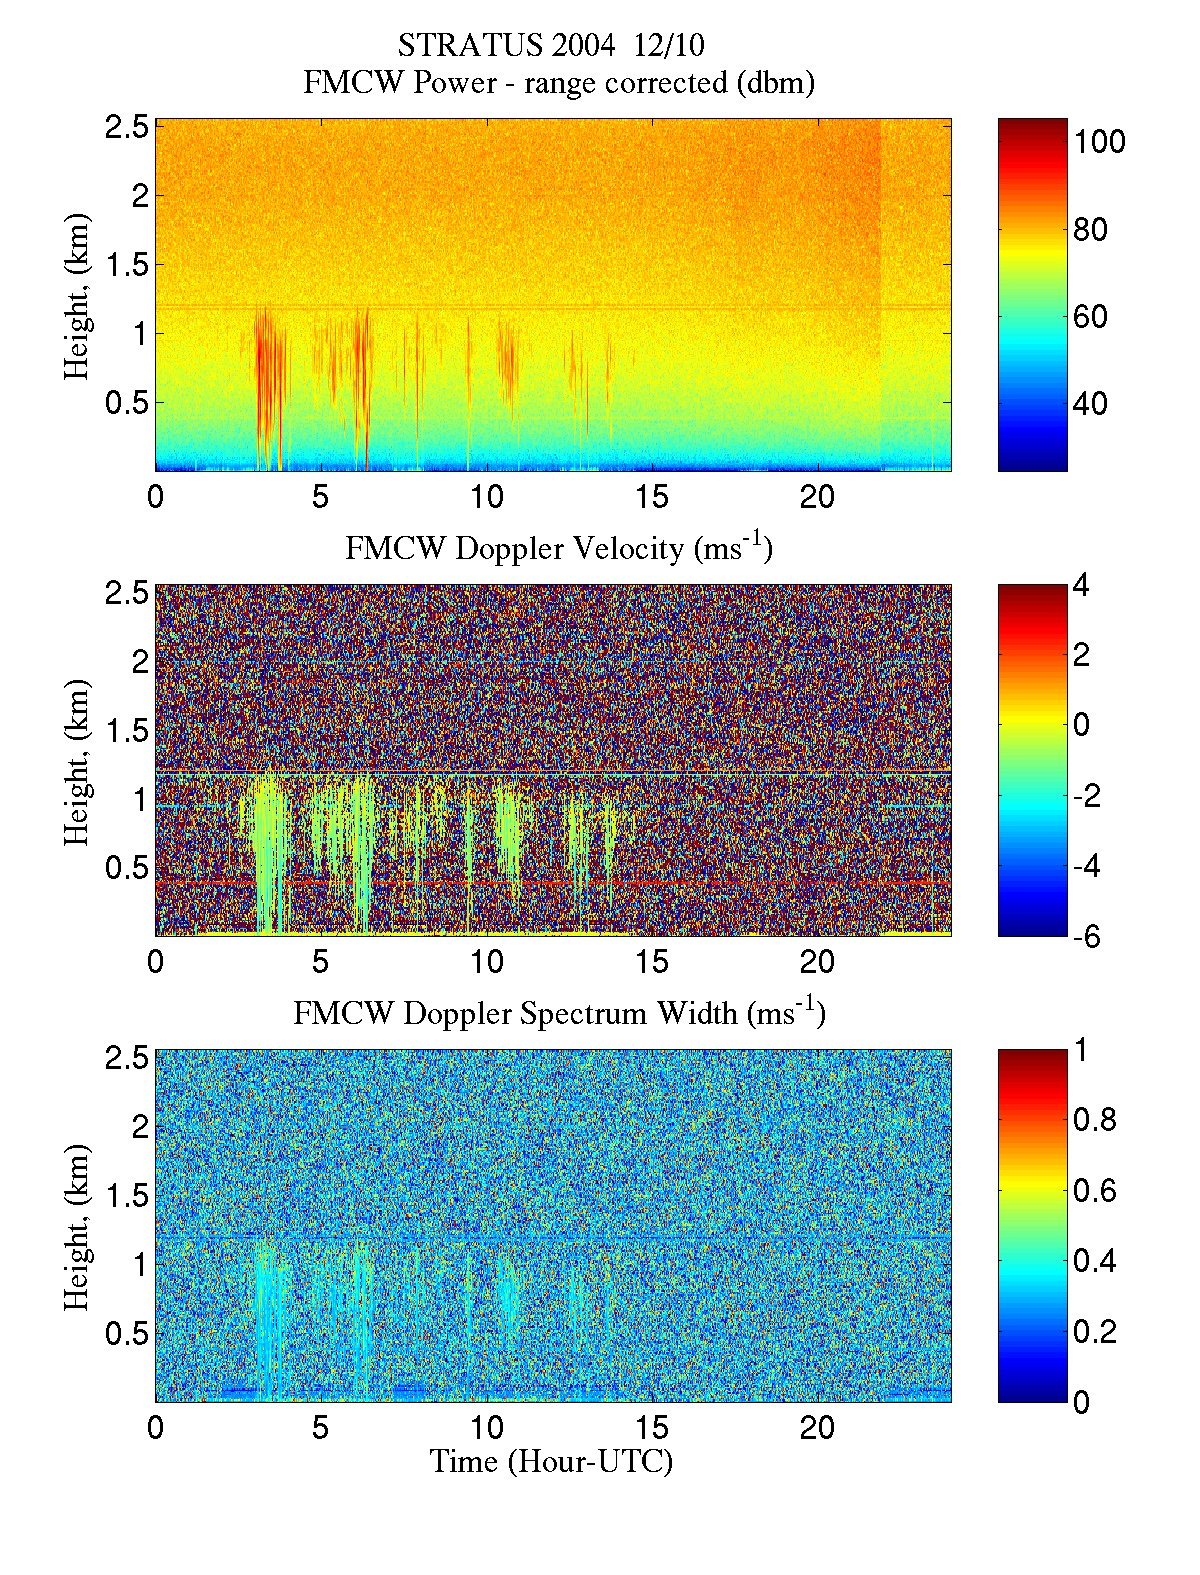 STRATUS 2004 12/10
FMCW Power - range corrected (dbm)
2.5
2
1.5
1
0.5
Height, (km)
0 5 10 15 20
100
80
60
40
FMCW Doppler Velocity (ms-1)
2.5
2
1.5
1
0.5
Height, (km)
0 5 10 15 20
4
2
0
-2
-4
-6
FMCW Doppler Spectrum Width (ms-1)
2.5
2
1.5
1
0.5
Height, (km)
0 5 10 15 20
Time (Hour-UTC)
1
0.8
0.6
0.4
0.2
0